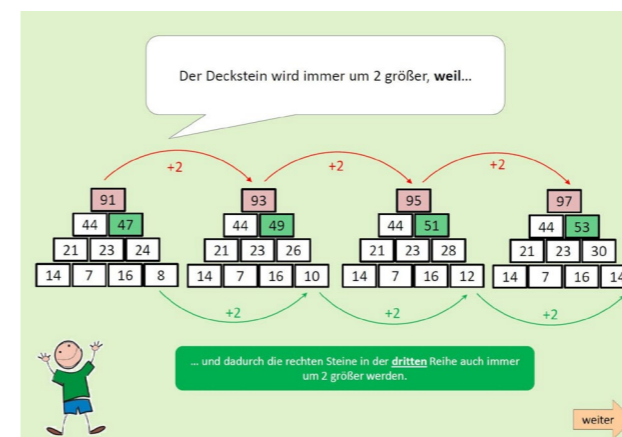 Der Deckstein wird immer um 2 größer, weil...
+2 +2 +2
91 93 95 97
44 47 44 49 44 51 44 53
21 23 24 21 23 26 21 23 28 21 23 30
14 7 16 8 14 7 16 10 14 7 16 12 14 7 16 14
+2 +2 +2
... und dadurch die rechten Steine in der dritten Reihe auch immer
um 2 größer werden.
weiter